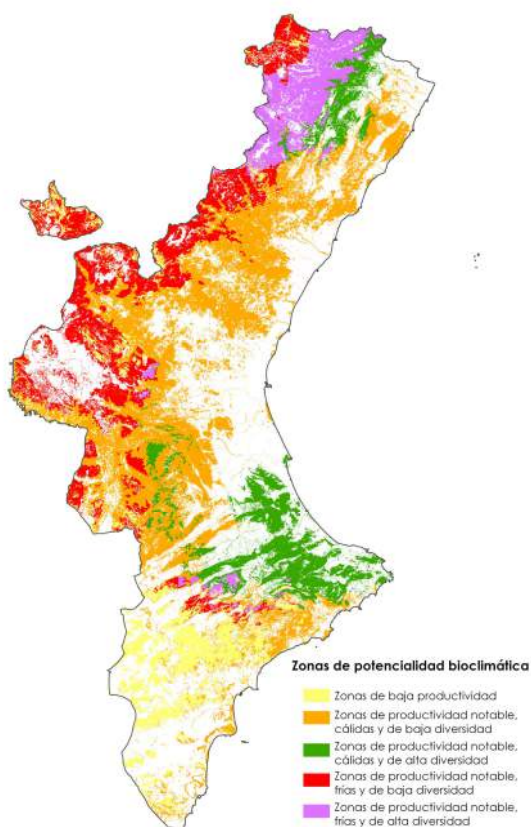 Zonas de potencialidad bioclimática
Zonas de baja productividad
Zonas de productividad notable,
cálidas y de baja diversidad
Zonas de productividad notable,
cálidas y de alta diversidad
Zonas de productividad notable,
frías y de baja diversidad
Zonas de productividad notable,
frías y de alta diversidad